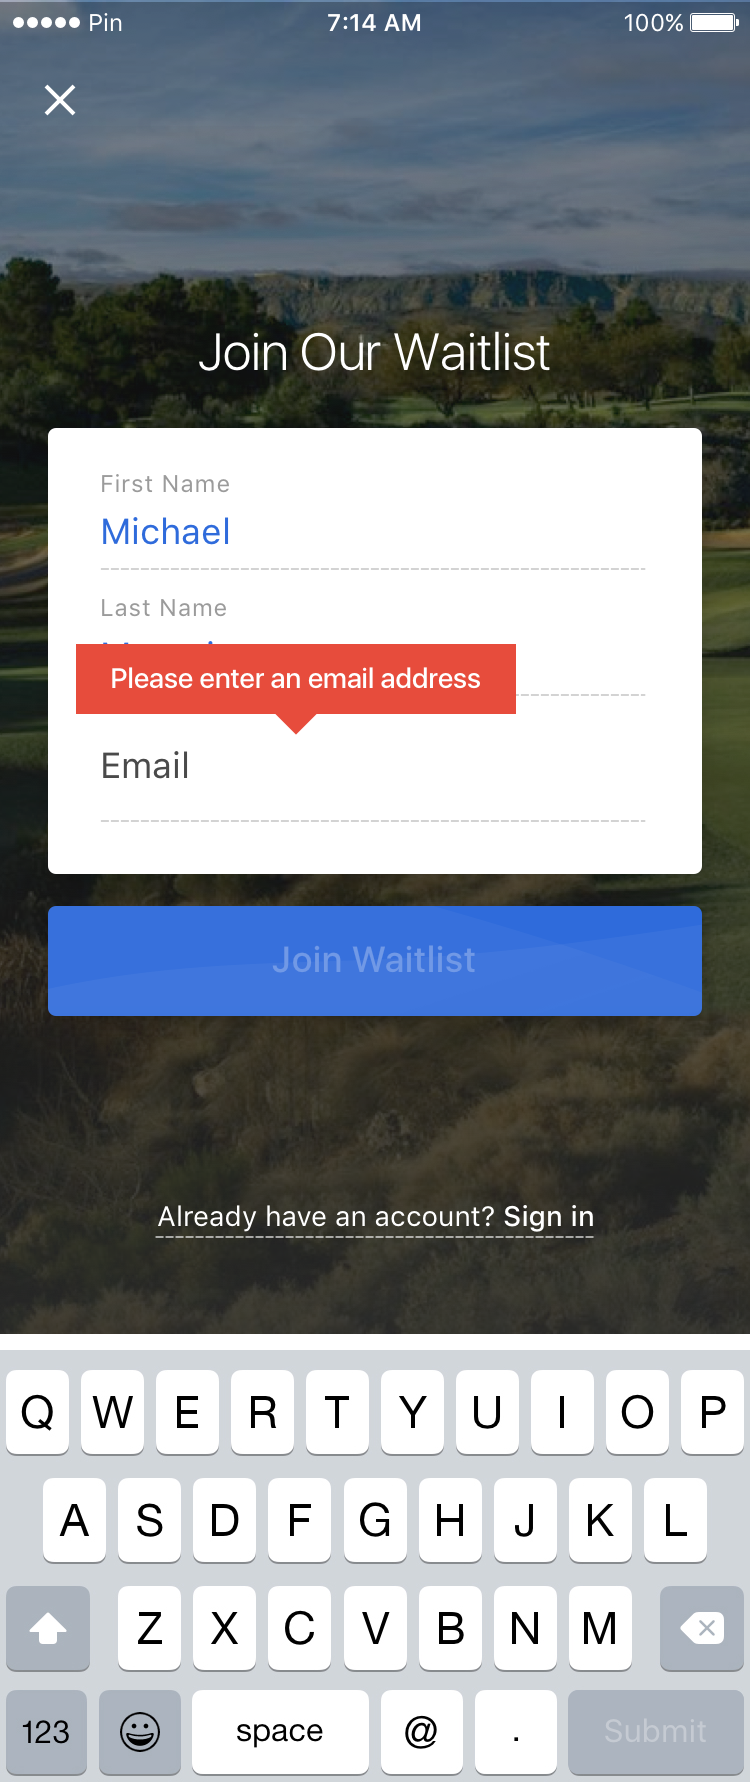 Pin 7:14 AM 100%
Join Our Waitlist
First Name
Michael
Last Name
Please enter an email address
Email
Join Waitlist
Already have an account? Sign in
Q W E R T Y U I O P
A S D F G H J K L
Z X C V B N M
123 space @ . Submit